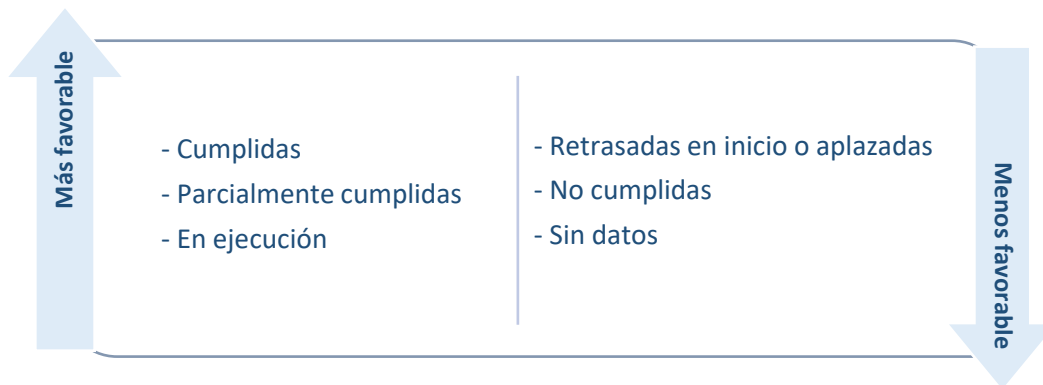 Más favorable
- Cumplidas
- Parcialmente cumplidas
- En ejecución
- Retrasadas en inicio o aplazadas
- No cumplidas
- Sin datos
Menos favorable